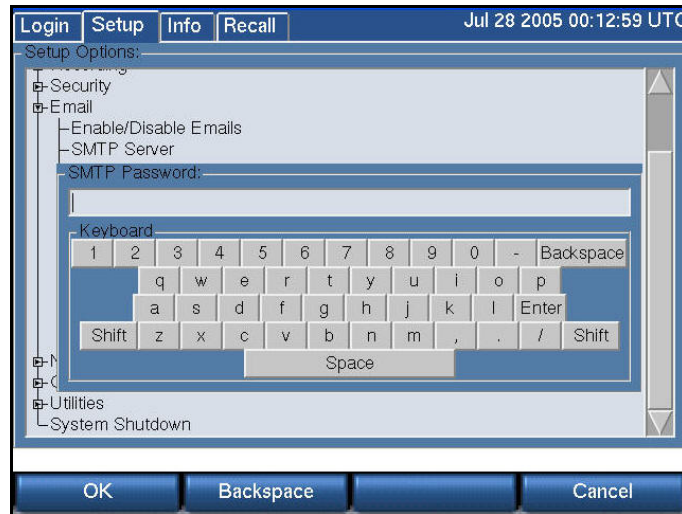 Login Setup Info Recall Jul 28 2005 00:12:59 UTC
Setup Options:
Security
Email
Enable/Disable Emails
SMTP Server
SMTP Password:
Keyboard
1 2 3 4 5 6 7 8 9 0 - Backspace
q w e r t y u i o p
a s d f g h j k l Enter
Shift z x c v b n m , . / Shift
Space
N
Utilities
System Shutdown
OK Backspace Cancel